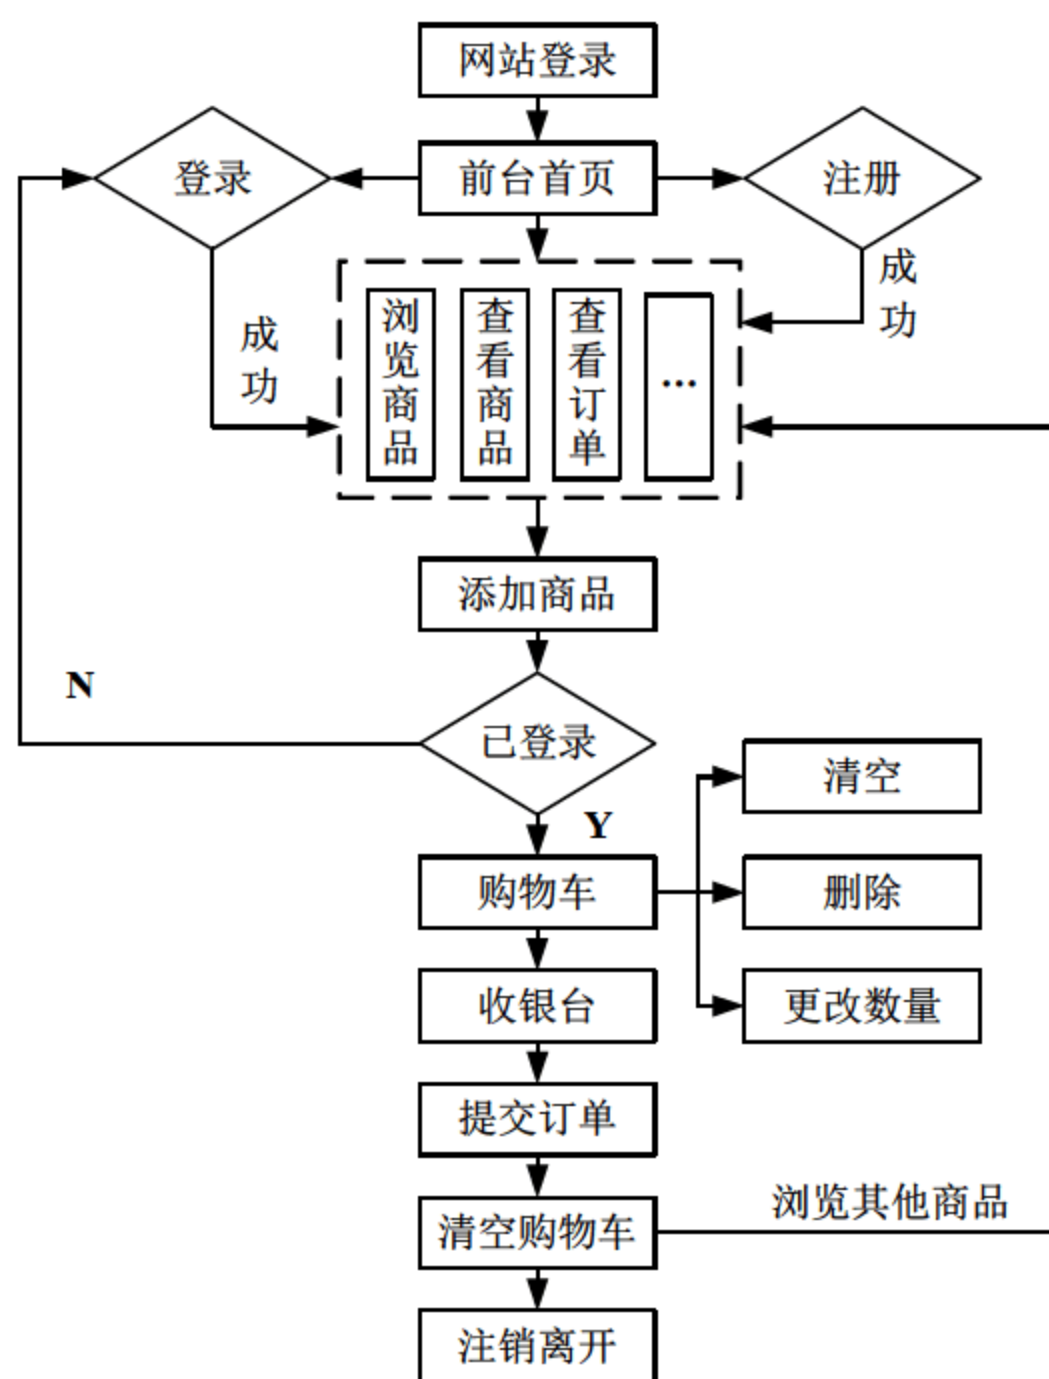 网站登录
登录
前台首页
注册
成功
成功
浏览商品
查看商品
查看订单
...
添加商品
N
已登录
Y
清空
购物车
删除
收银台
更改数量
提交订单
浏览其他商品
清空购物车
注销离开